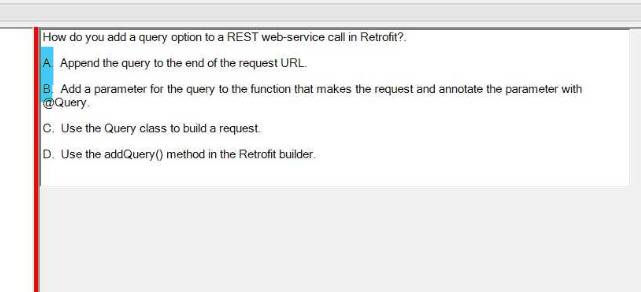 How do you add a query option to a REST web-service call in Retrofit?.
A. Append the query to the end of the request URL.
B. Add a parameter for the query to the function that makes the request and annotate the parameter with
@Query.
C. Use the Query class to build a request.
D. Use the addQuery() method in the Retrofit builder.